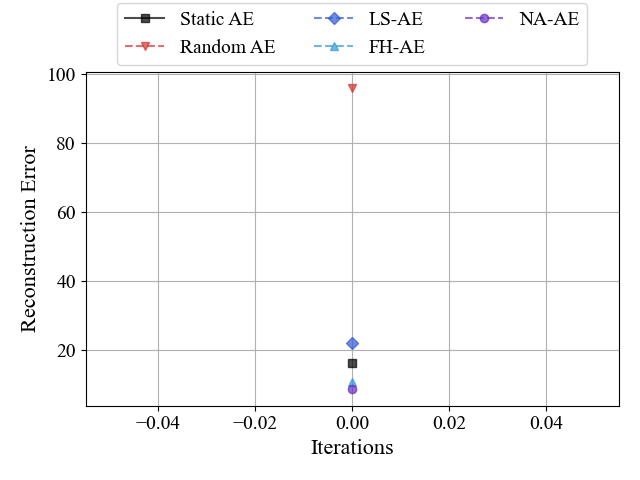 Static AE LS-AE NA-AE
Random AE FH-AE
100
80
60
40
20
Reconstruction Error
−0.04 −0.02 0.00 0.02 0.04
Iterations